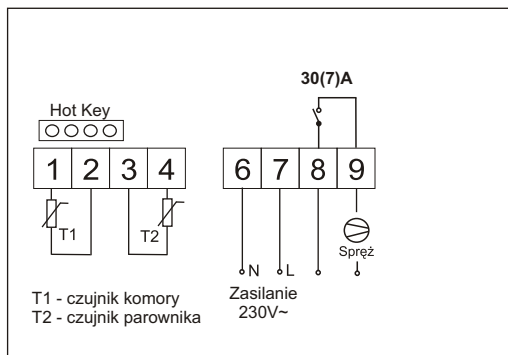 30(7)A
Hot Key
1 2 3 4
6 7 8 9
T1
T2
Spręż
N
L
Zasilanie
230V~
T1 - czujnik komory
T2 - czujnik parownika